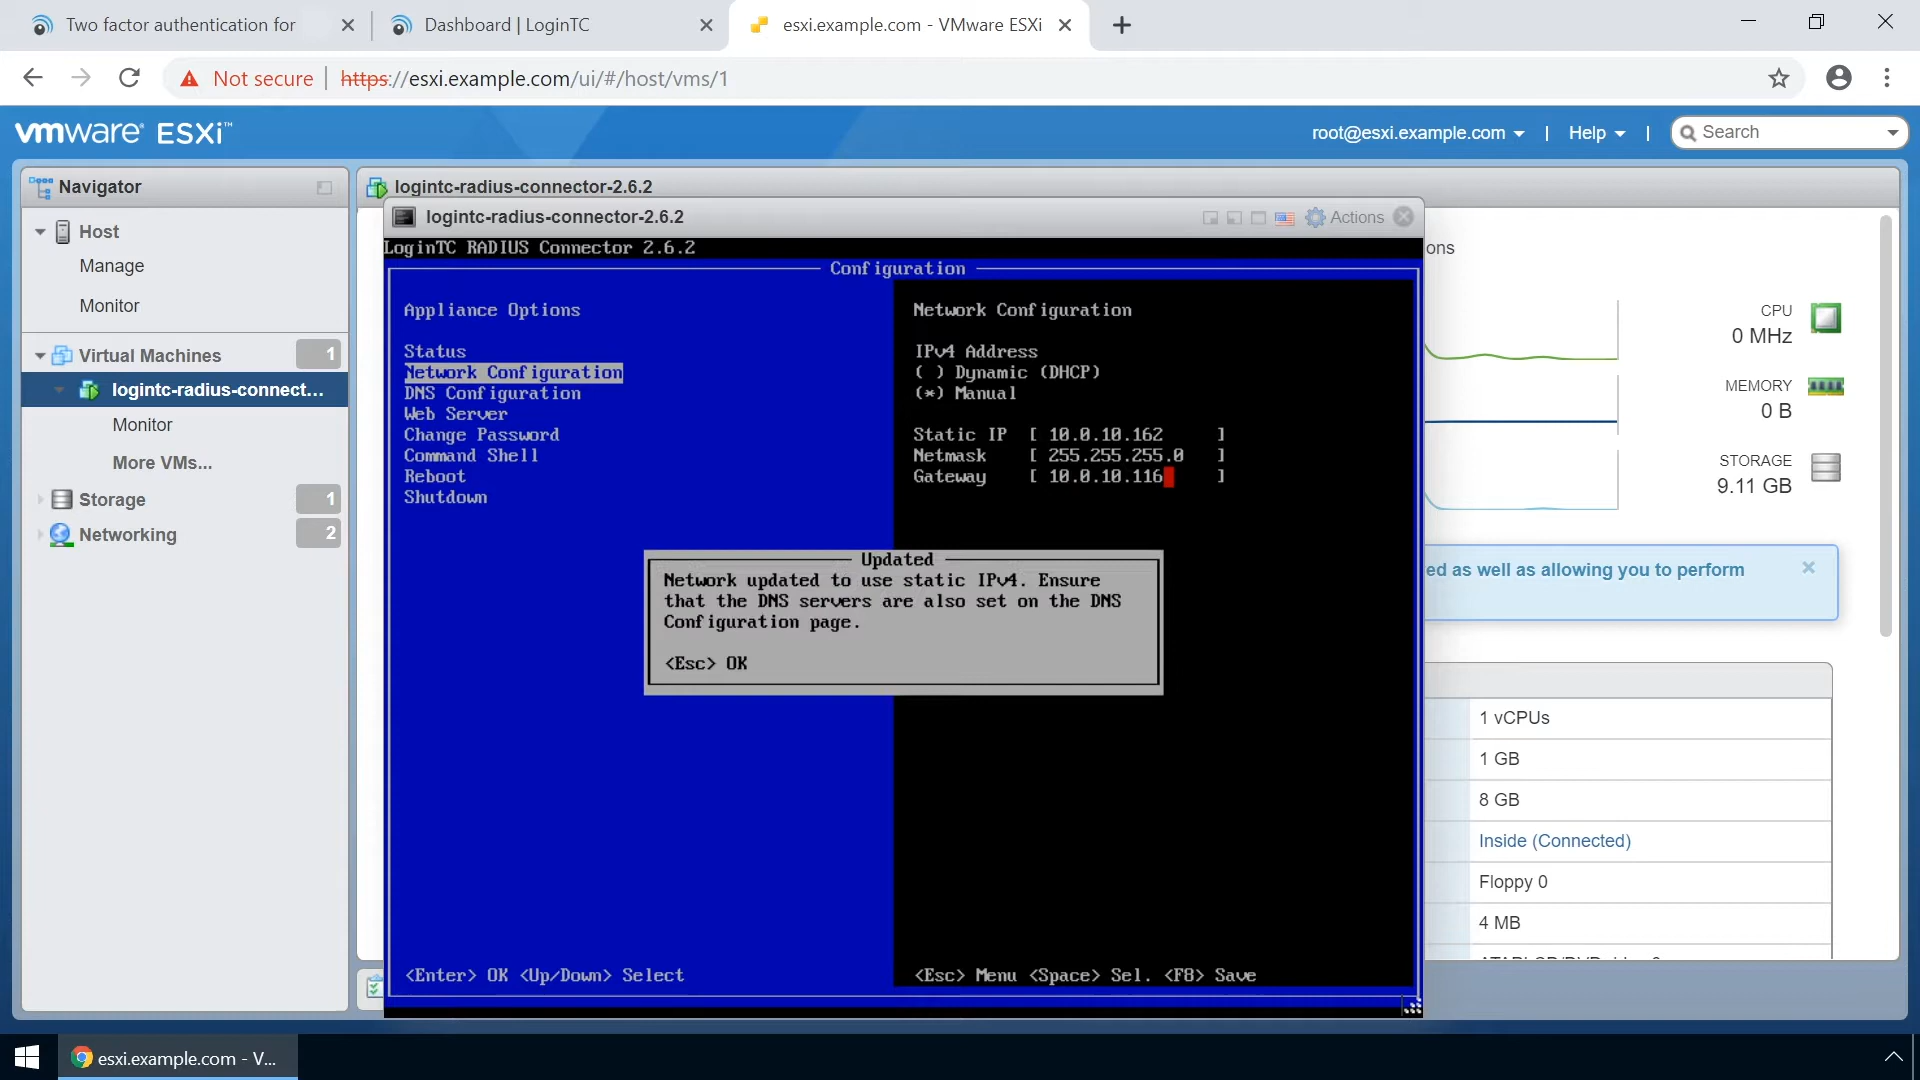 Two factor authentication for
Dashboard | LoginTC
esxi.example.com - VMware ESXi
Not secure | https://esxi.example.com/ui/#/host/vms/1
vmware ESXi™
root@esxi.example.com | Help |
Search
Navigator
logintc-radius-connector-2.6.2
Host
Manage
Monitor
Virtual Machines 1
logintc-radius-connect...
Monitor
More VMs...
Storage 1
Networking 2
logintc-radius-connector-2.6.2
Actions
LoginTC RADIUS Connector 2.6.2
Configuration
Appliance Options
Status
Network Configuration
DNS Configuration
Web Server
Change Password
Command Shell
Reboot
Shutdown
Network Configuration
IPv4 Address
( ) Dynamic (DHCP)
(*) Manual
Static IP [ 10.0.10.162 ]
Netmask [ 255.255.255.0 ]
Gateway [ 10.0.10.116 ]
Updated
Network updated to use static IPv4. Ensure
that the DNS servers are also set on the DNS
Configuration page.
<Esc> OK
<Enter> OK <Up/Down> Select
<Esc> Menu <Space> Sel. <F8> Save
ons
CPU
0 MHz
MEMORY
0 B
STORAGE
9.11 GB
ed as well as allowing you to perform
1 vCPUs
1 GB
8 GB
Inside (Connected)
Floppy 0
4 MB
esxi.example.com - V...